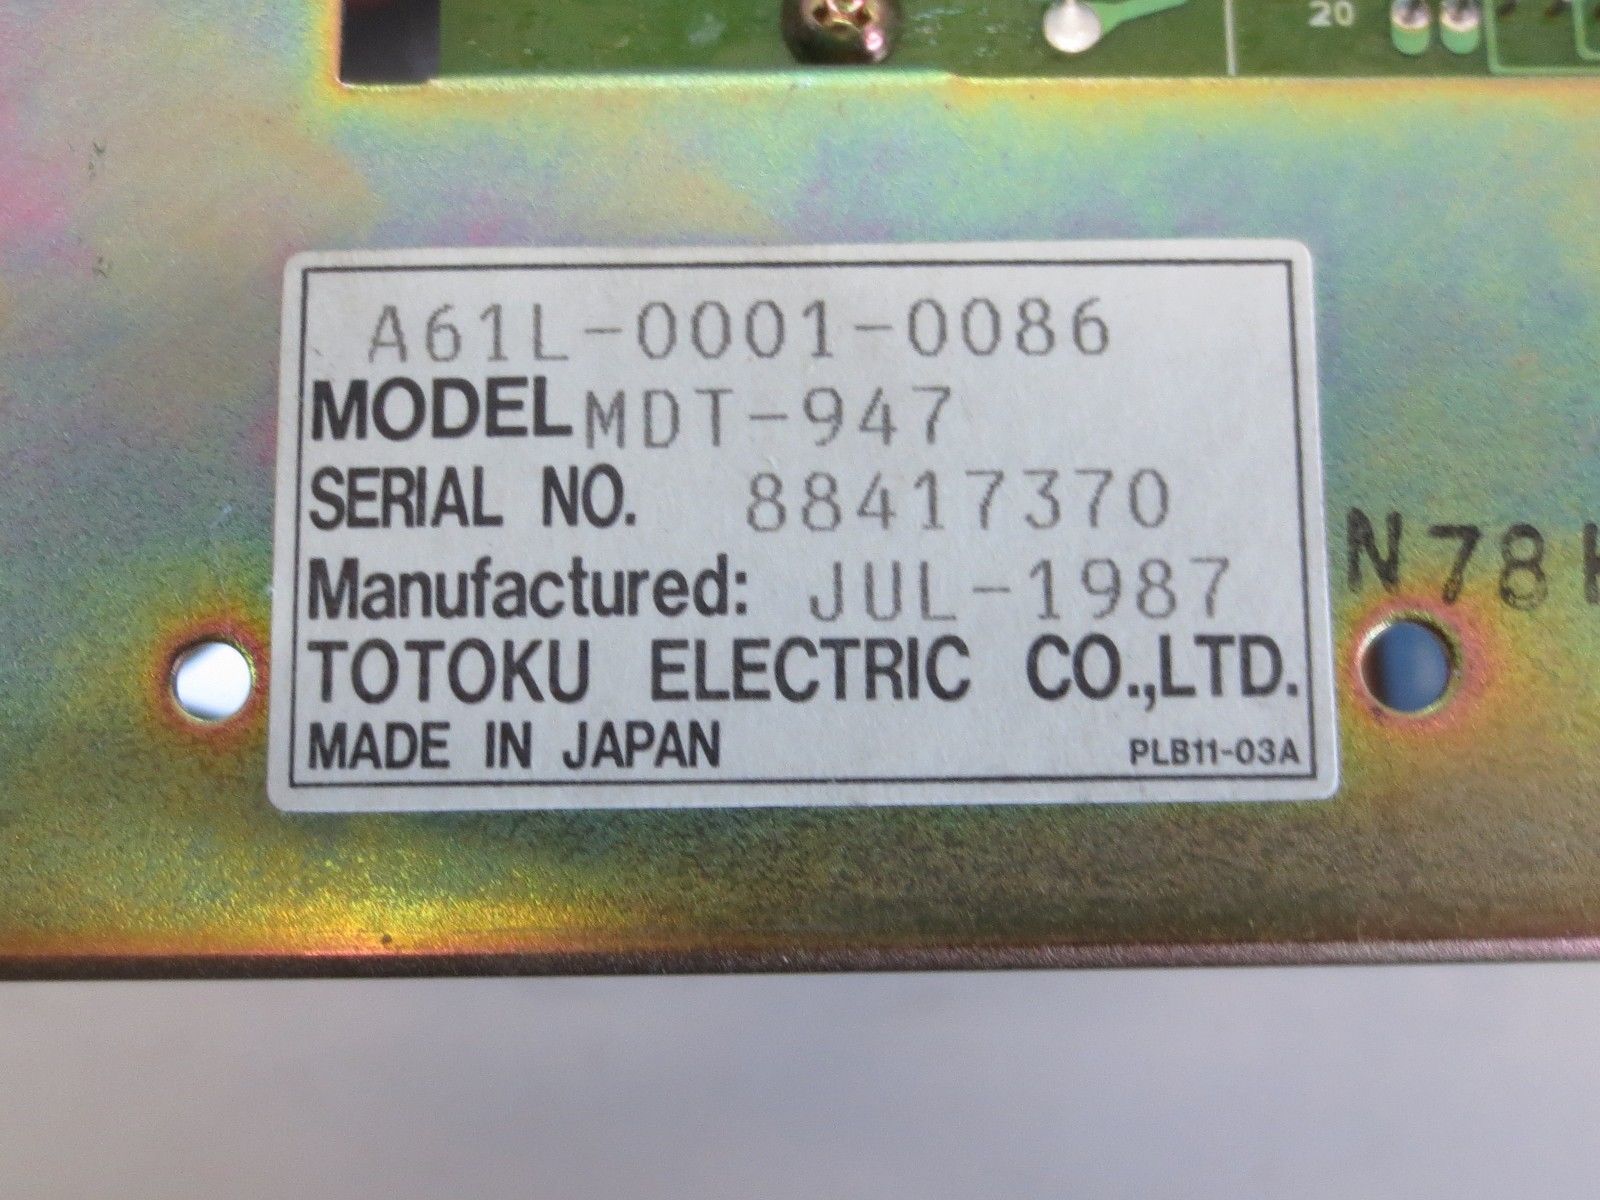 20
A61L-0001-0086
MODEL MDT-947
SERIAL NO. 88417370
Manufactured: JUL-1987
TOTOKU ELECTRIC CO.,LTD.
MADE IN JAPAN PLB11-03A
N78